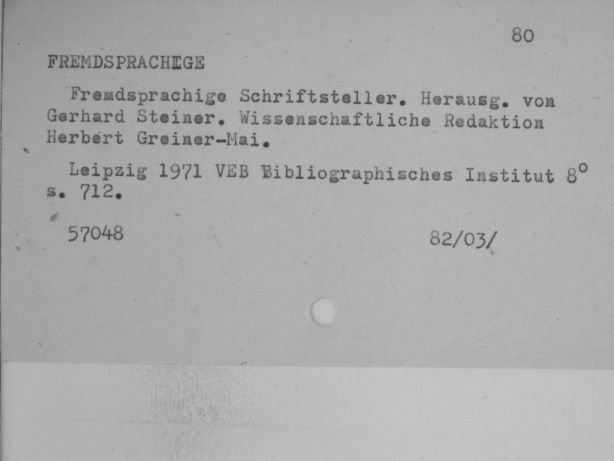 80
FREMDSPRACHIGE
Fremdsprachige Schriftsteller. Herausg. von
Gerhard Steiner. Wissenschaftliche Redaktion
Herbert Greiner-Mai.
Leipzig 1971 VEB Bibliographisches Institut 8°
s. 712.
57048 82/03/